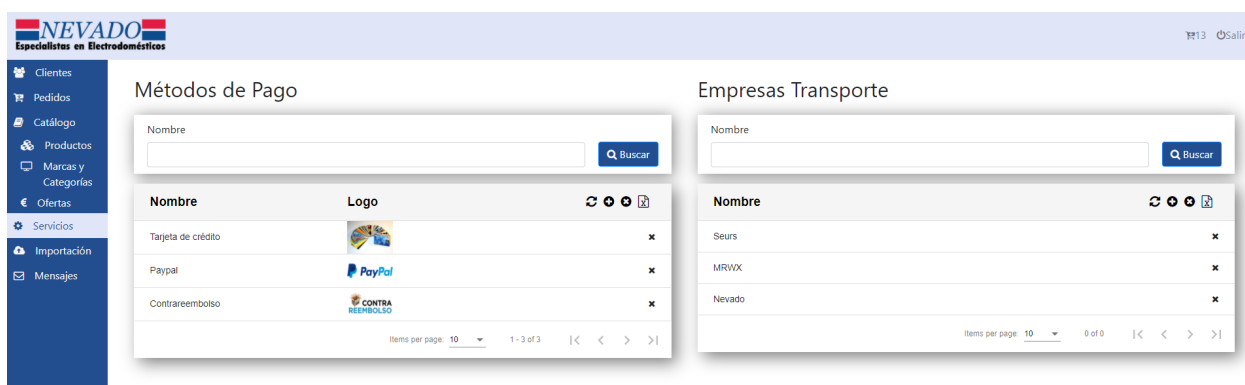 NEVADO
Especialistas en Electrodomésticos
13 Salir
Clientes
Pedidos
Catálogo
Productos
Marcas y
Categorías
€ Ofertas
Servicios
Importación
Mensajes
Métodos de Pago
Nombre
Buscar
Nombre Logo
Tarjeta de crédito
Paypal PayPal
Contrareembolso CONTRA
REEMBOLSO
Items per page: 10 1 - 3 of 3
Empresas Transporte
Nombre
Buscar
Nombre
Seurs
MRWX
Nevado
Items per page: 10 0 of 0